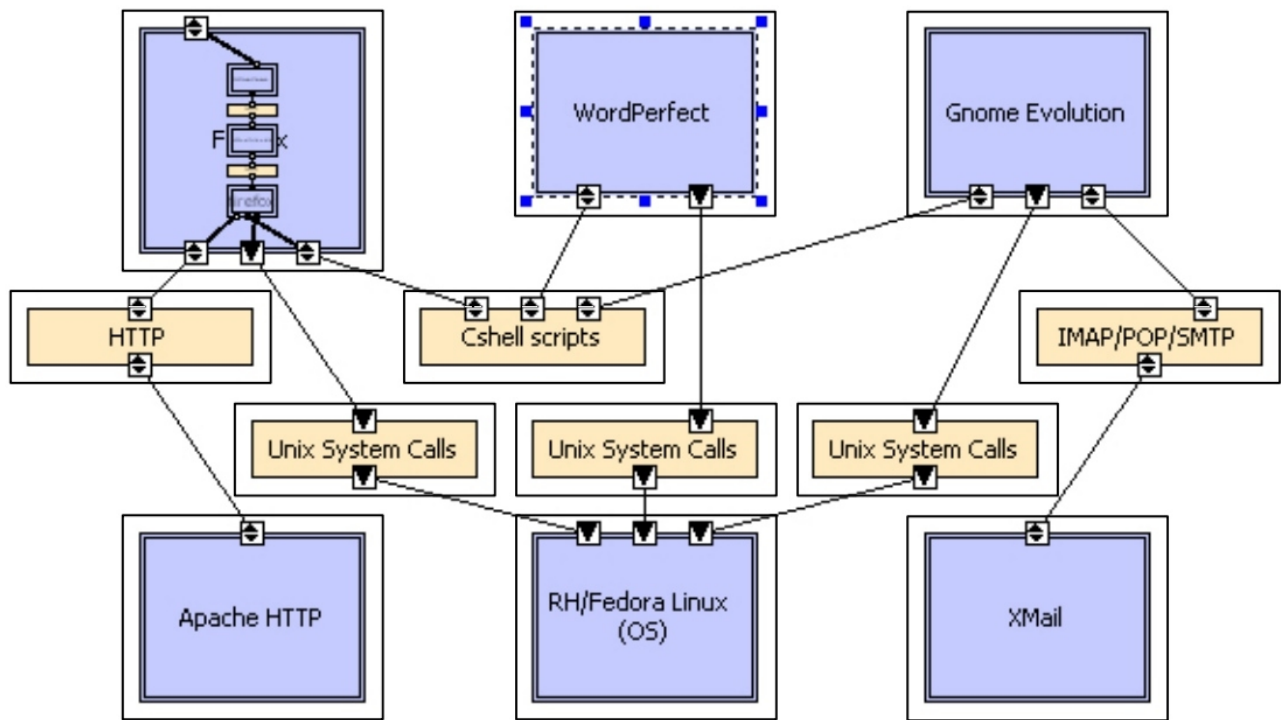 WordPerfect
Gnome Evolution
F x
firefox
HTTP
Cshell scripts
IMAP/POP/SMTP
Unix System Calls
Unix System Calls
Unix System Calls
Apache HTTP
RH/Fedora Linux
(OS)
XMail